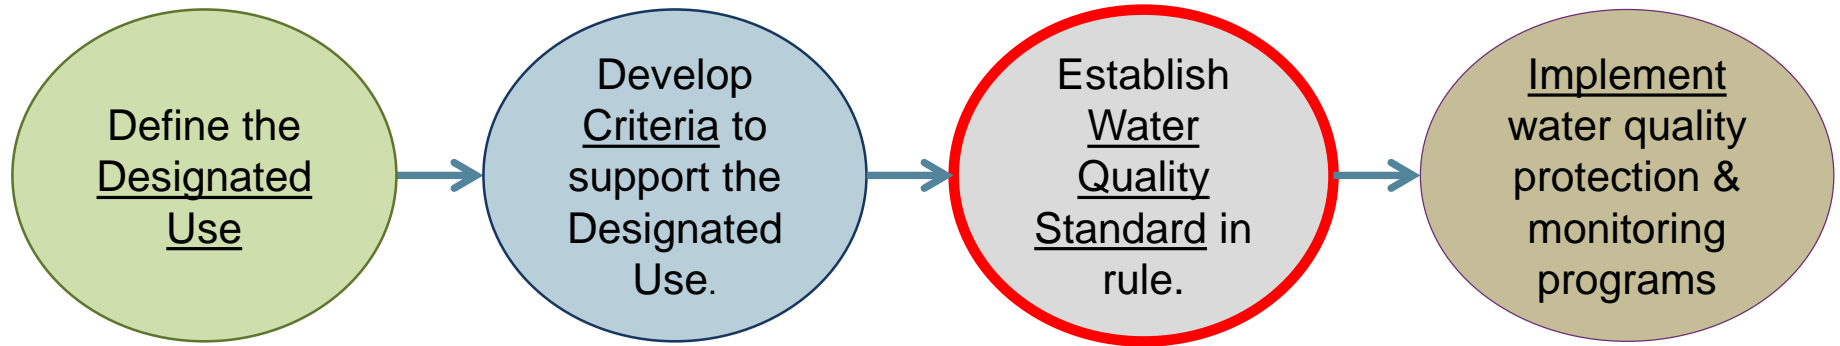 Define the
Designated
Use
Develop
Criteria to
support the
Designated
Use.
Establish
Water
Quality
Standard in
rule.
Implement
water quality
protection &
monitoring
programs